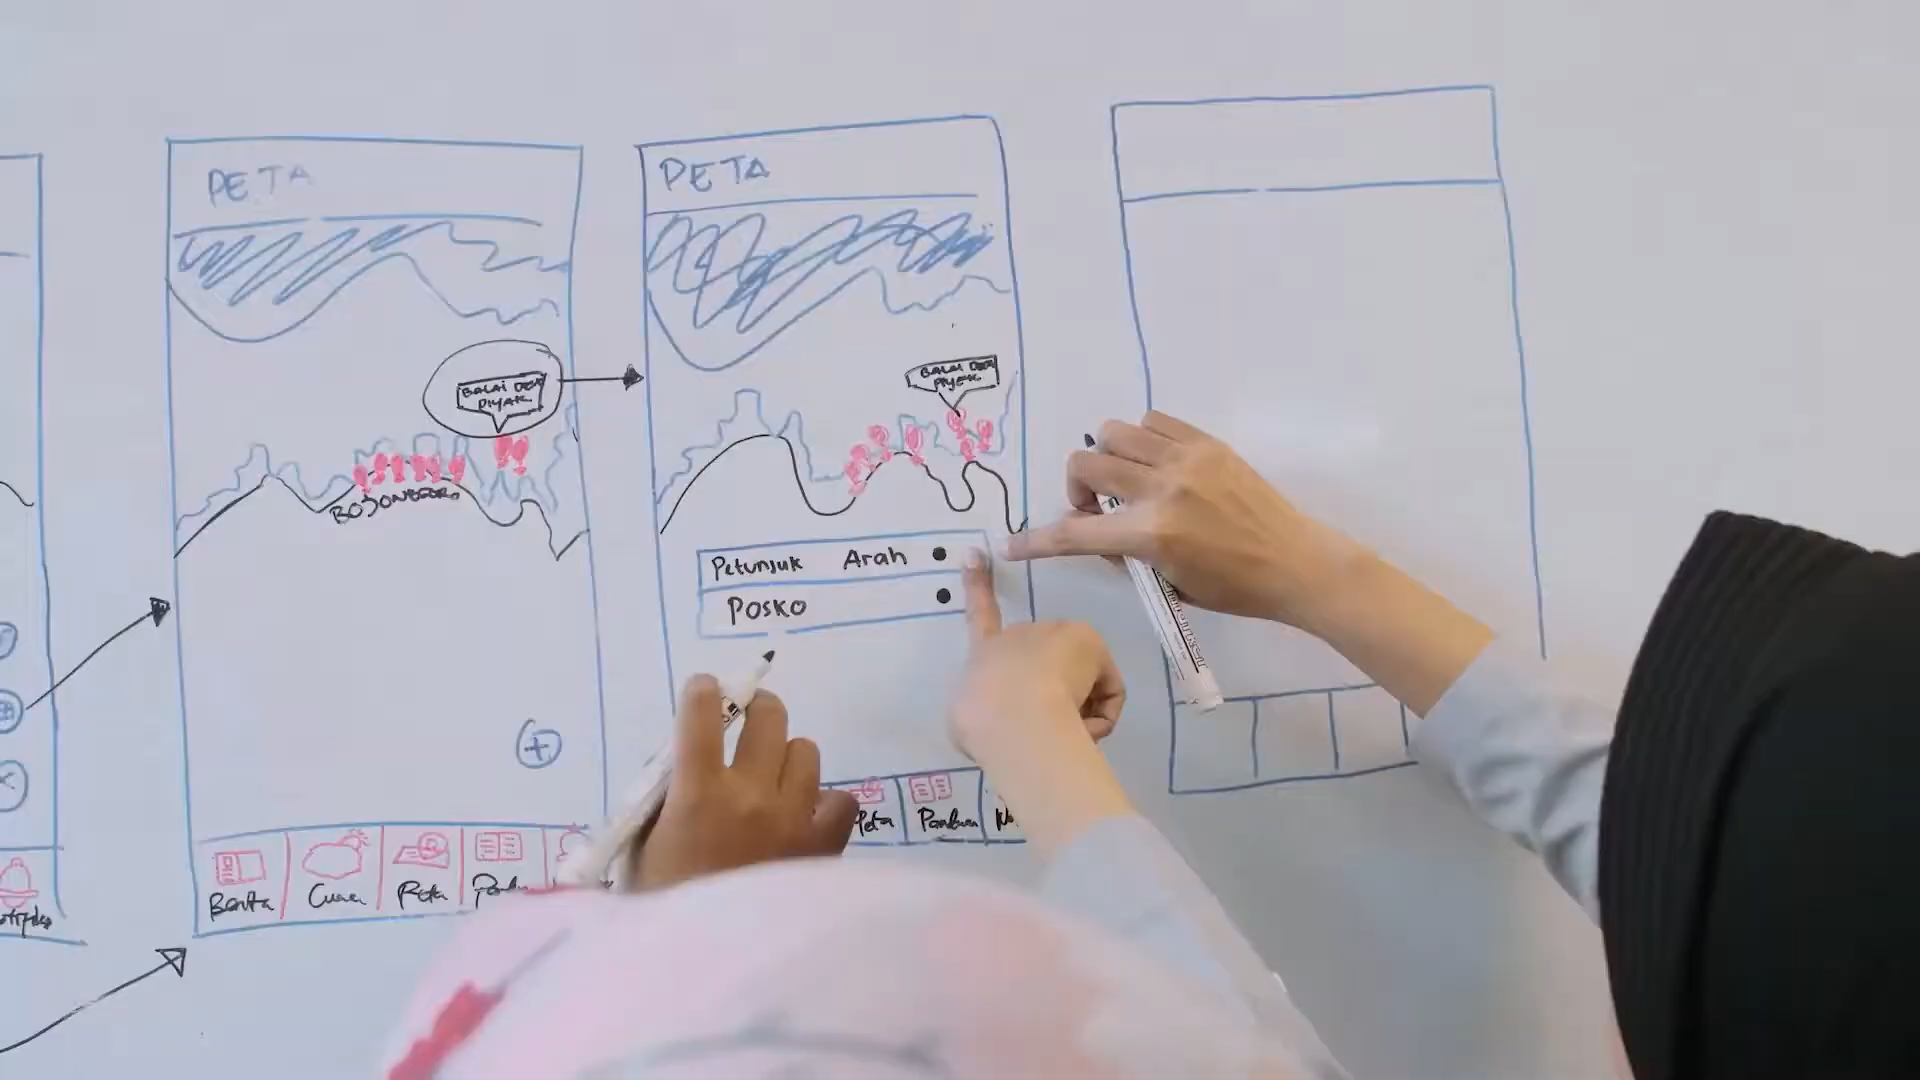 PETA
BALAI DESA
PIYAK
BOJONEGORO
Berita
Cuaca
Peta
PETA
BALAI DESA
PIYAK
Petunjuk Arah
POSKO
Peta
Panduan